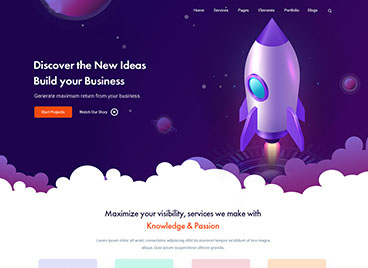 Home Services Pages Elements Portfolio Blogs
Discover the New Ideas
Build your Business
Generate maximum return from your business.
Start Projects Watch Our Story
Maximize your visibility, services we make with
Knowledge & Passion
Lorem ipsum dolor sit amet, consectetur adipiscing elit do eiusmod tempor incididunt ut lore magna
aliqua. Quis ipsum suspendisse ultrices gravida.